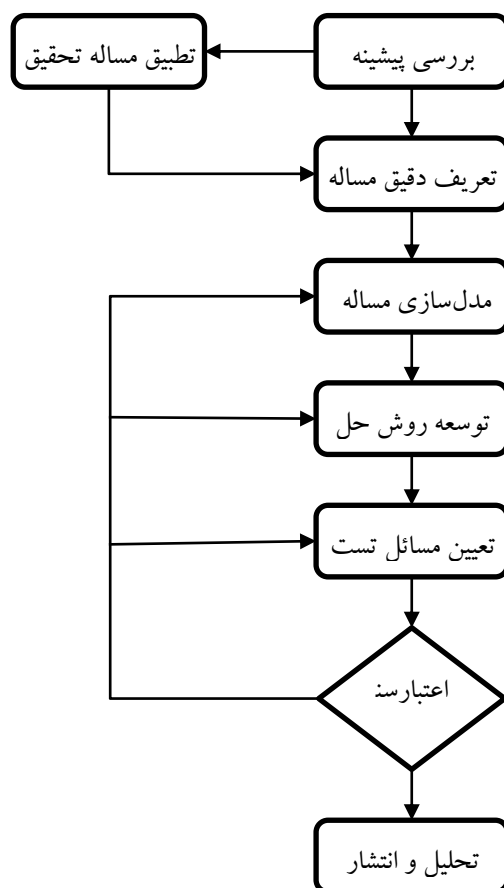 بررسی پیشینه
تطبیق مساله تحقیق
تعریف دقیق مساله
مدل‌سازی مساله
توسعه روش حل
تعیین مسائل تست
اعتبارسن
تحلیل و انتشار